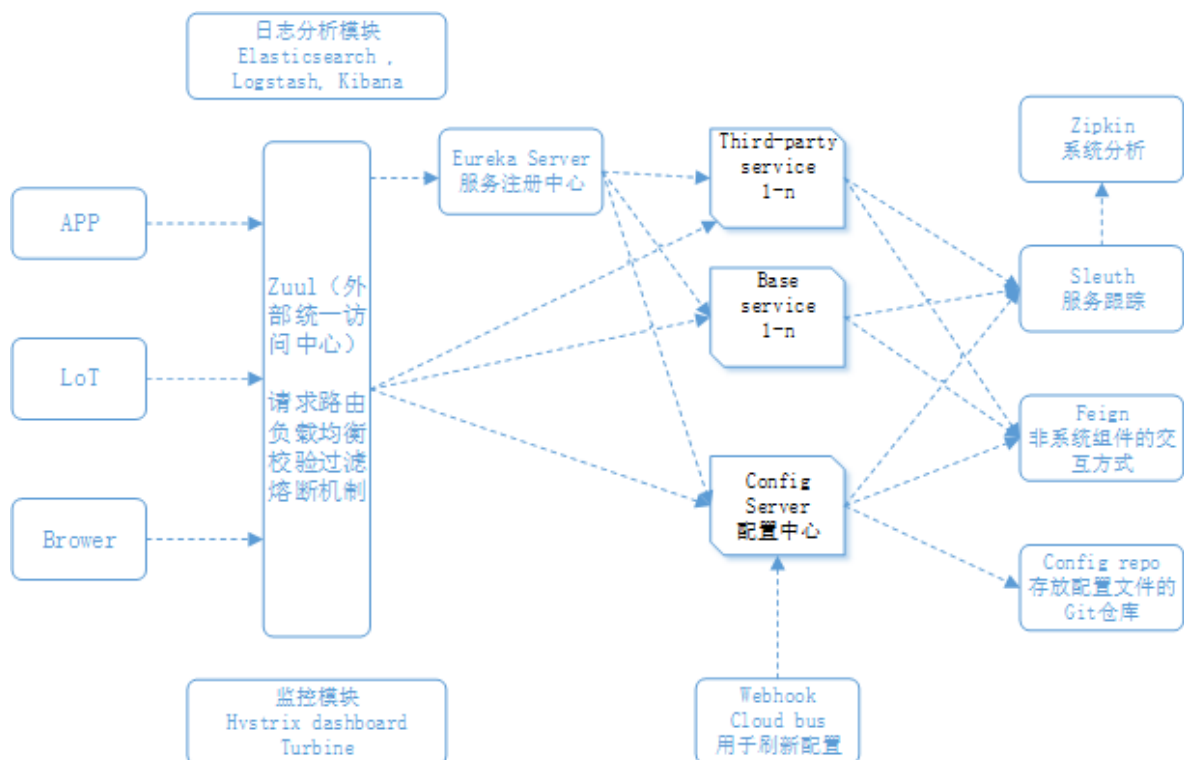 日志分析模块
Elasticsearch ,
Logstash, Kibana
APP
LoT
Brower
Zuul（外
部统一访
问中心）
请求路由
负载均衡
校验过滤
熔断机制
Eureka Server
服务注册中心
Third-party
service
1-n
Base
service
1-n
Config
Server
配置中心
Zipkin
系统分析
Sleuth
服务跟踪
Feign
非系统组件的交
互方式
Config repo
存放配置文件的
Git仓库
监控模块
Hystrix dashboard
Turbine
Webhook
Cloud bus
用于刷新配置